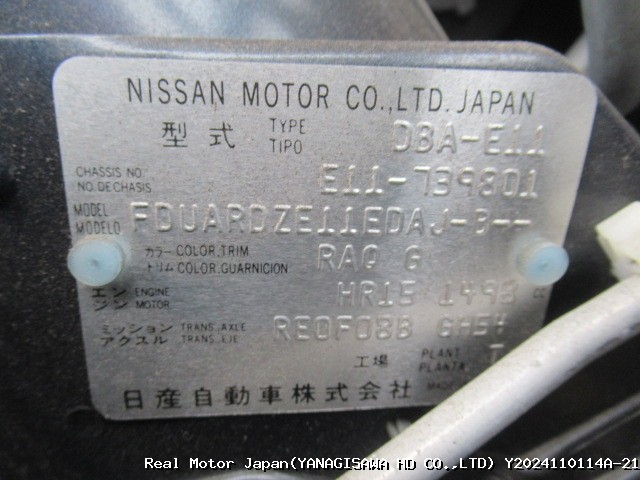 NISSAN MOTOR CO.,LTD. JAPAN
型式 TYPE TIPO DBA-E11
CHASSIS NO. NO. DE CHASIS E11-739801
MODEL MODELO FDUARDZE11EDAJ-B--
カラー COLOR,TRIM トリム COLOR,GUARNICION RAQ G
エンジン ENGINE MOTOR HR15 1498 cc
ミッション TRANS. AXLE アクスル TRANS. EJE RE0F08B GH54
工場 PLANT PLANTA
日産自動車株式会社 MADE
Real Motor Japan(YANAGISAWA HD CO.,LTD) Y2024110114A-21